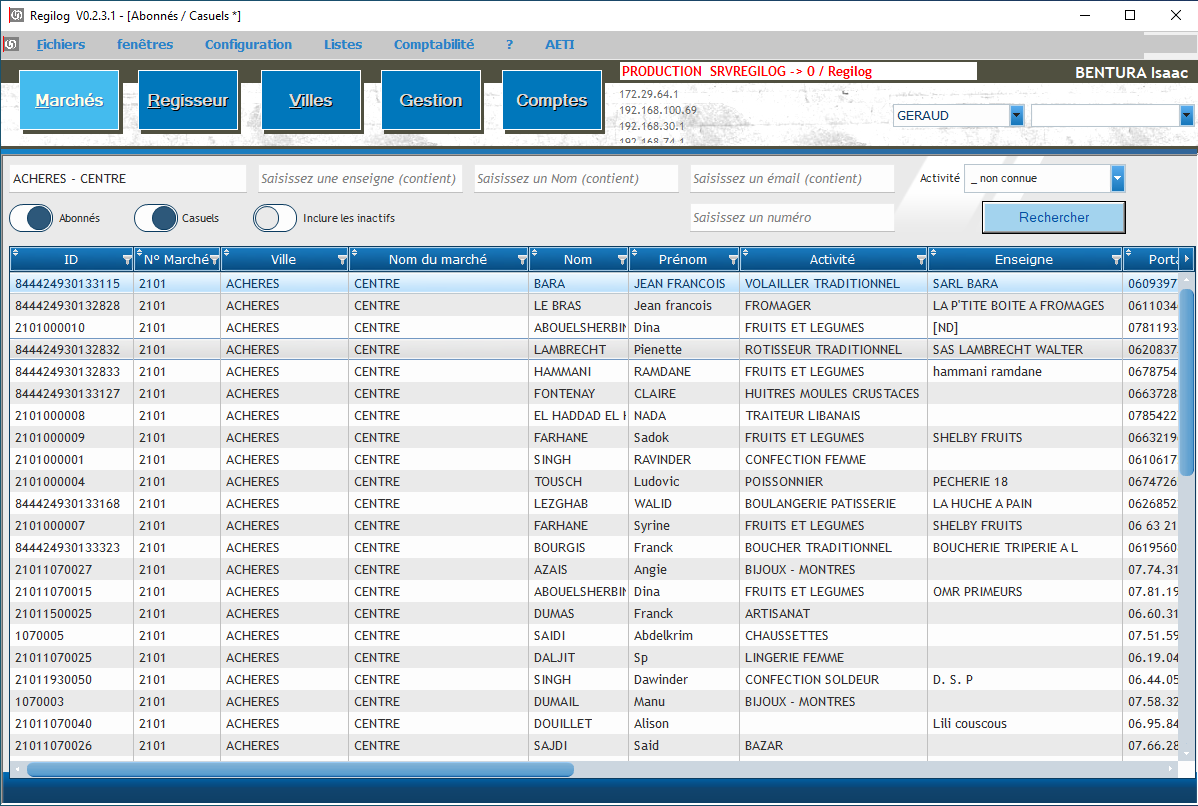 Regilog V0.2.3.1 - [Abonnés / Casuels *]
Fichiers fenêtres Configuration Listes Comptabilité ? AETI
PRODUCTION SRVREGILOG -> 0 / Regilog
BENTURA Isaac
Marchés Regisseur Villes Gestion Comptes
172.29.64.1
192.168.100.69
192.168.30.1
192.168.74.1
GERAUD
ACHERES - CENTRE Saisissez une enseigne (contient) Saisissez un Nom (contient) Saisissez un émail (contient) Activité _ non connue
Abonnés Casuels Inclure les inactifs Saisissez un numéro Rechercher
ID N° Marché Ville Nom du marché Nom Prénom Activité Enseigne Porta
844424930133115 2101 ACHERES CENTRE BARA JEAN FRANCOIS VOLAILLER TRADITIONNEL SARL BARA 0609397
844424930132828 2101 ACHERES CENTRE LE BRAS Jean francois FROMAGER LA P'TITE BOITE A FROMAGES 0611034
2101000010 2101 ACHERES CENTRE ABOUELSHERBIN Dina FRUITS ET LEGUMES [ND] 0781193
844424930132832 2101 ACHERES CENTRE LAMBRECHT Pienette ROTISSEUR TRADITIONNEL SAS LAMBRECHT WALTER 0620837
844424930132833 2101 ACHERES CENTRE HAMMANI RAMDANE FRUITS ET LEGUMES hammani ramdane 0678754
844424930133127 2101 ACHERES CENTRE FONTENAY CLAIRE HUITRES MOULES CRUSTACES 0663728
2101000008 2101 ACHERES CENTRE EL HADDAD EL NADA TRAITEUR LIBANAIS 0785422
2101000009 2101 ACHERES CENTRE FARHANE Sadok FRUITS ET LEGUMES SHELBY FRUITS 0663219
2101000001 2101 ACHERES CENTRE SINGH RAVINDER CONFECTION FEMME 0610617
2101000004 2101 ACHERES CENTRE TOUSCH Ludovic POISSONNIER PECHERIE 18 0674726
844424930133168 2101 ACHERES CENTRE LEZGHAB WALID BOULANGERIE PATISSERIE LA HUCHE A PAIN 0626852
2101000007 2101 ACHERES CENTRE FARHANE Syrine FRUITS ET LEGUMES SHELBY FRUITS 06 63 21
844424930133323 2101 ACHERES CENTRE BOURGIS Franck BOUCHER TRADITIONNEL BOUCHERIE TRIPERIE A L 0619560
21011070027 2101 ACHERES CENTRE AZAIS Angie BIJOUX - MONTRES 07.74.31
21011070015 2101 ACHERES CENTRE ABOUELSHERBIN Dina FRUITS ET LEGUMES OMR PRIMEURS 07.81.19
21011500025 2101 ACHERES CENTRE DUMAS Franck ARTISANAT 06.60.31
1070005 2101 ACHERES CENTRE SAIDI Abdelkrim CHAUSSETTES 07.51.59
21011070025 2101 ACHERES CENTRE DALJIT Sp LINGERIE FEMME 06.19.04
21011930050 2101 ACHERES CENTRE SINGH Dawinder CONFECTION SOLDEUR D. S. P 06.44.05
1070003 2101 ACHERES CENTRE DUMAIL Manu BIJOUX - MONTRES 07.58.32
21011070040 2101 ACHERES CENTRE DOUILLET Alison Lili couscous 06.95.84
21011070026 2101 ACHERES CENTRE SAJDI Said BAZAR 07.66.28